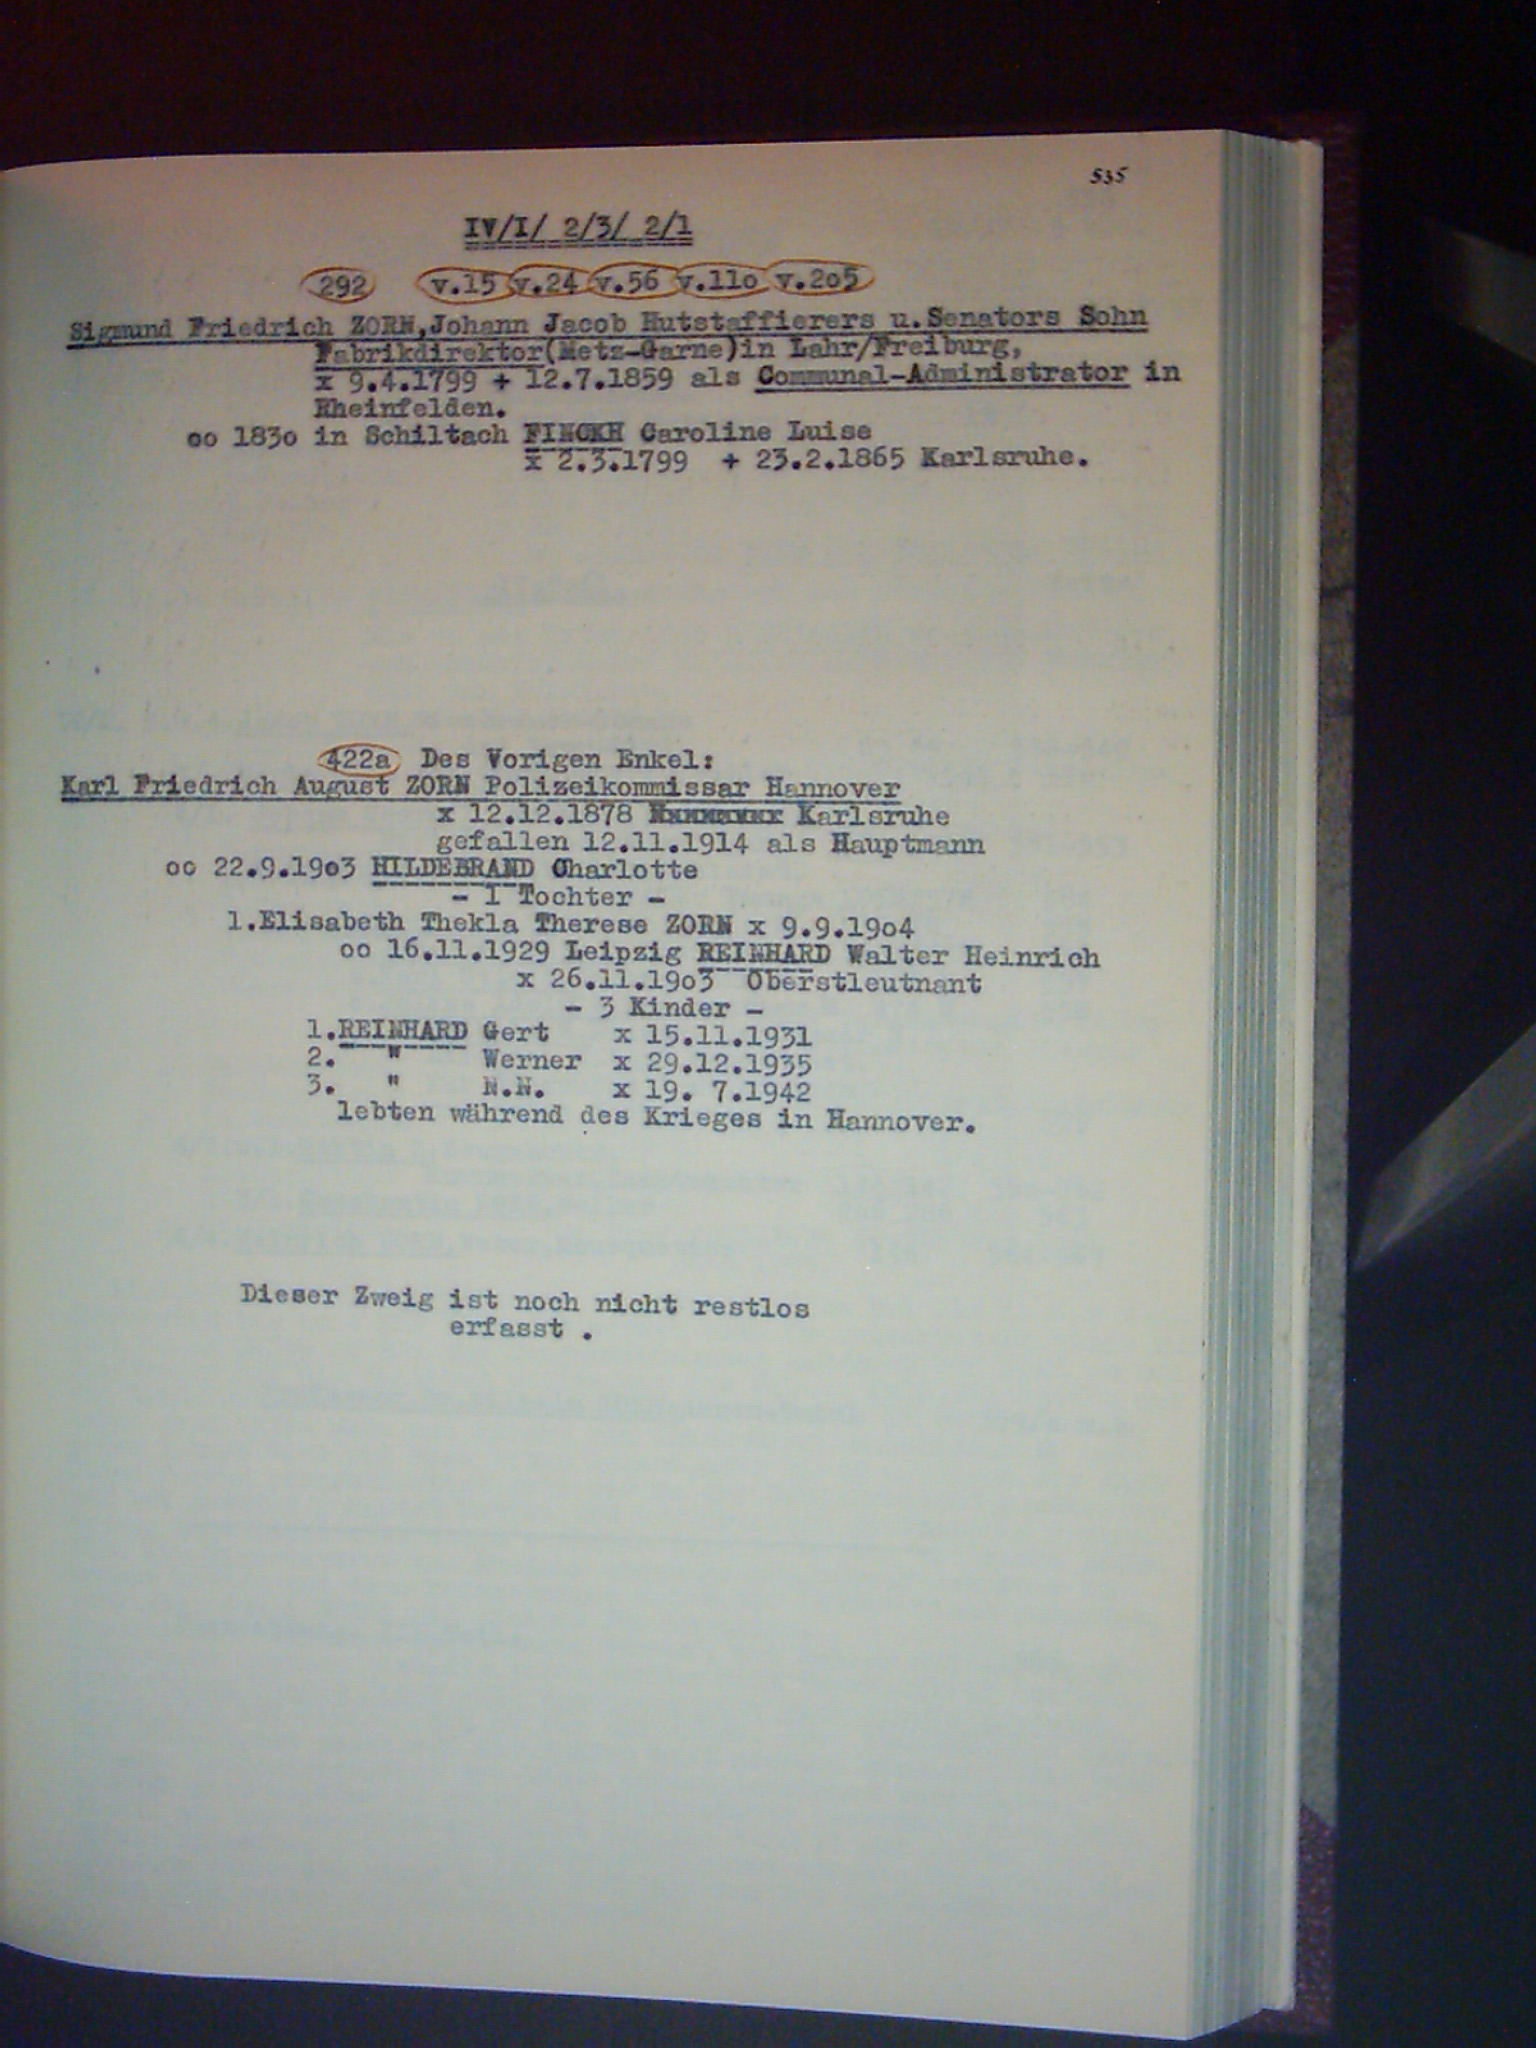 535
IV/I/ 2/3/ 2/1
292 v.15 v.24 v.56 v.11o v.2o5
Sigmund Friedrich ZORN,Johann Jacob Hutstaffierers u.Senators Sohn
Fabrikdirektor(Metz-Garne)in Lahr/Freiburg,
x 9.4.1799 + 12.7.1859 als Communal-Administrator in
Rheinfelden.
oo 183o in Schiltach FINCKH Caroline Luise
x 2.3.1799 + 23.2.1865 Karlsruhe.
422a Des Vorigen Enkel:
Karl Friedrich August ZORN Polizeikommissar Hannover
x 12.12.1878 Karlsruhe
gefallen 12.11.1914 als Hauptmann
oo 22.9.19o3 HILDEBRAND Charlotte
- 1 Tochter -
1.Elisabeth Thekla Therese ZORN x 9.9.19o4
oo 16.11.1929 Leipzig REINHARD Walter Heinrich
x 26.11.19o3 Oberstleutnant
- 3 Kinder -
1.REINHARD Gert x 15.11.1931
2. " Werner x 29.12.1935
3. " N.N. x 19. 7.1942
lebten während des Krieges in Hannover.
Dieser Zweig ist noch nicht restlos
erfasst .